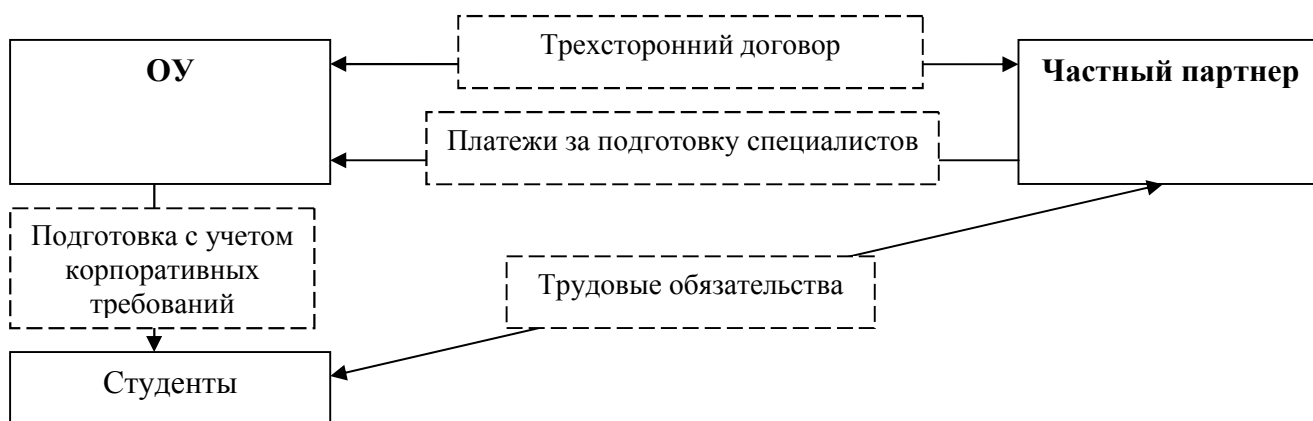 Трехсторонний договор
ОУ
Частный партнер
Платежи за подготовку специалистов
Подготовка с учетом
корпоративных
требований
Трудовые обязательства
Студенты